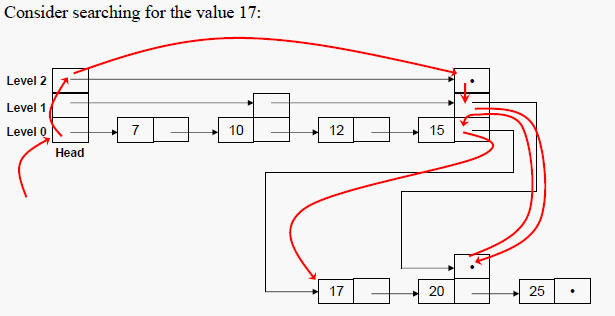 Consider searching for the value 17:
Level 2
Level 1
Level 0
7 10 12 15
Head
17 20 25